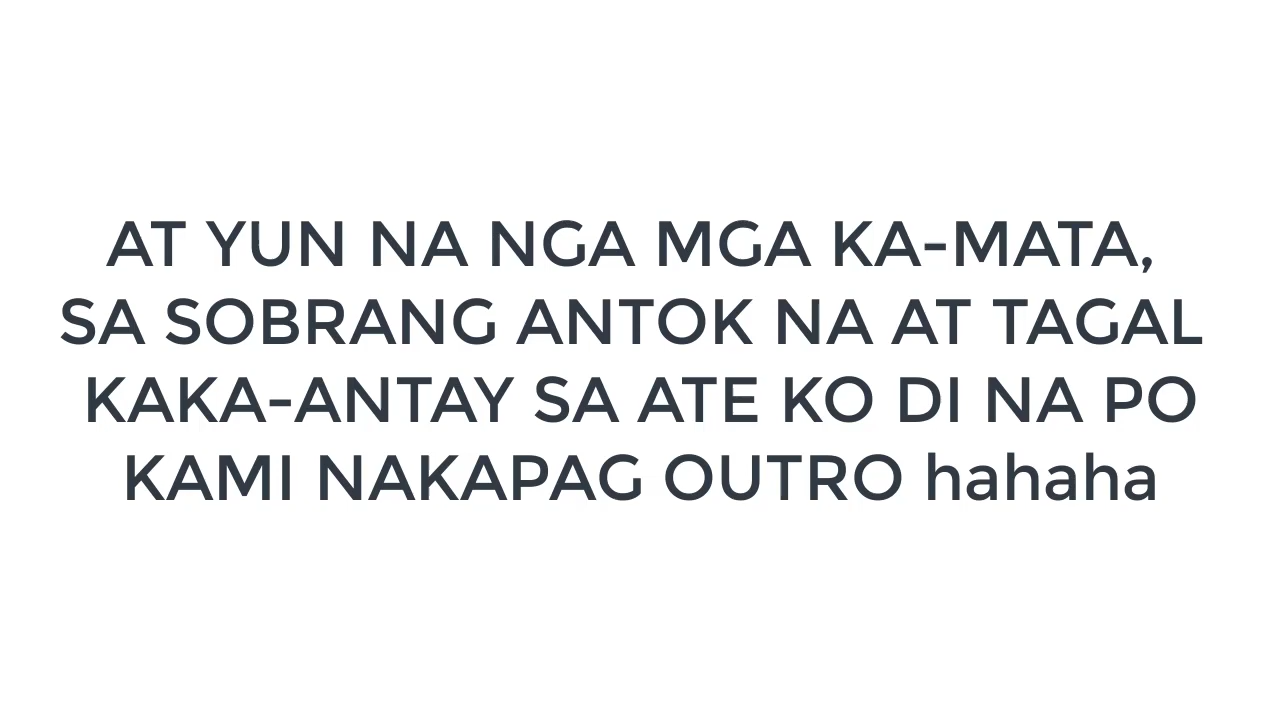 AT YUN NA NGA MGA KA-MATA,
SA SOBRANG ANTOK NA AT TAGAL
KAKA-ANTAY SA ATE KO DI NA PO
KAMI NAKAPAG OUTRO hahaha